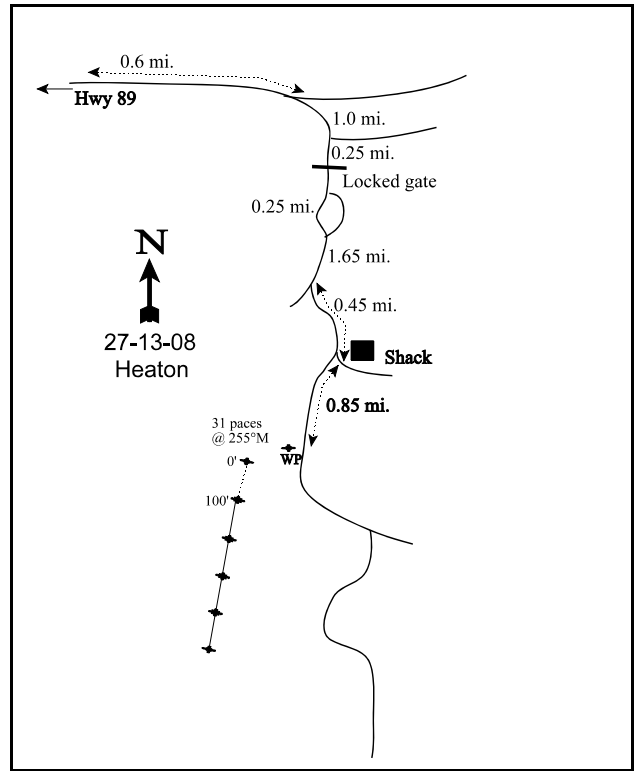 0.6 mi.
Hwy 89
1.0 mi.
0.25 mi.
Locked gate
0.25 mi.
N
1.65 mi.
0.45 mi.
27-13-08
Heaton
Shack
0.85 mi.
31 paces
@ 255°M
WP
0'
100'